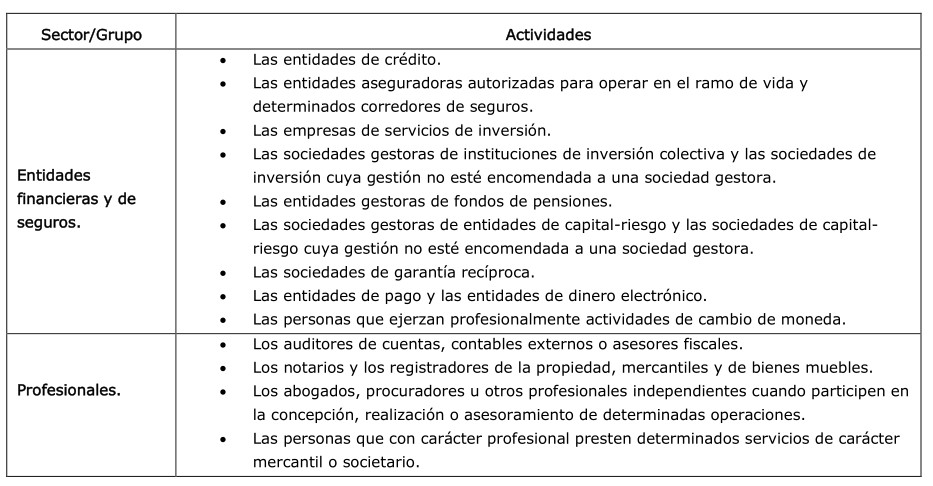 Sector/Grupo
Actividades
Entidades
financieras y de
seguros.
• Las entidades de crédito.
• Las entidades aseguradoras autorizadas para operar en el ramo de vida y
determinados corredores de seguros.
• Las empresas de servicios de inversión.
• Las sociedades gestoras de instituciones de inversión colectiva y las sociedades de
inversión cuya gestión no esté encomendada a una sociedad gestora.
• Las entidades gestoras de fondos de pensiones.
• Las sociedades gestoras de entidades de capital-riesgo y las sociedades de capital-
riesgo cuya gestión no esté encomendada a una sociedad gestora.
• Las sociedades de garantía recíproca.
• Las entidades de pago y las entidades de dinero electrónico.
• Las personas que ejerzan profesionalmente actividades de cambio de moneda.
Profesionales.
• Los auditores de cuentas, contables externos o asesores fiscales.
• Los notarios y los registradores de la propiedad, mercantiles y de bienes muebles.
• Los abogados, procuradores u otros profesionales independientes cuando participen en
la concepción, realización o asesoramiento de determinadas operaciones.
• Las personas que con carácter profesional presten determinados servicios de carácter
mercantil o societario.